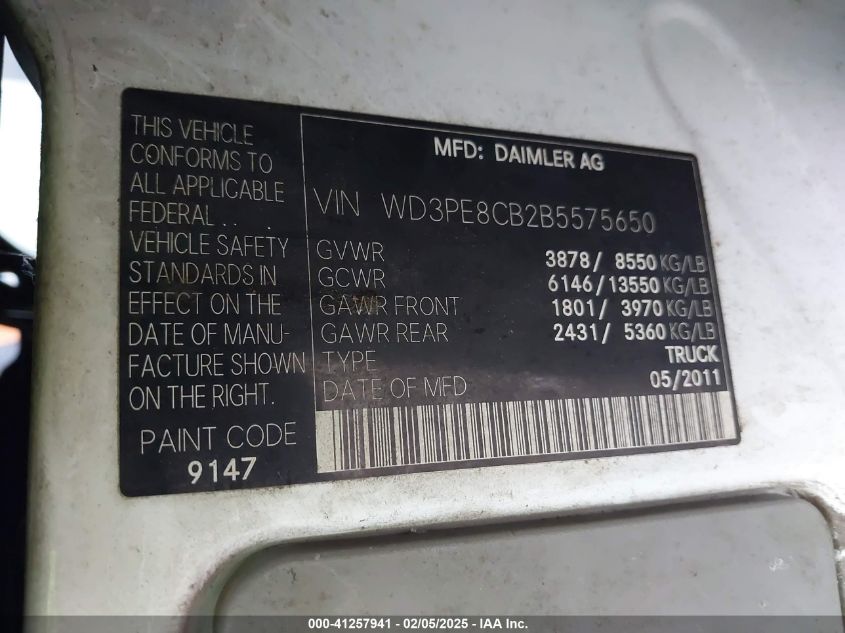 THIS VEHICLE
CONFORMS TO
ALL APPLICABLE
FEDERAL
VEHICLE SAFETY
STANDARDS IN
EFFECT ON THE
DATE OF MANU-
FACTURE SHOWN
ON THE RIGHT.
PAINT CODE
9147
MFD: DAIMLER AG
VIN WD3PE8CB2B5575650
GVWR 3878/ 8550 KG/LB
GCWR 6146/13550 KG/LB
GAWR FRONT 1801/ 3970 KG/LB
GAWR REAR 2431/ 5360 KG/LB
TYPE TRUCK
DATE OF MFD 05/2011
000-41257941 - 02/05/2025 - IAA Inc.